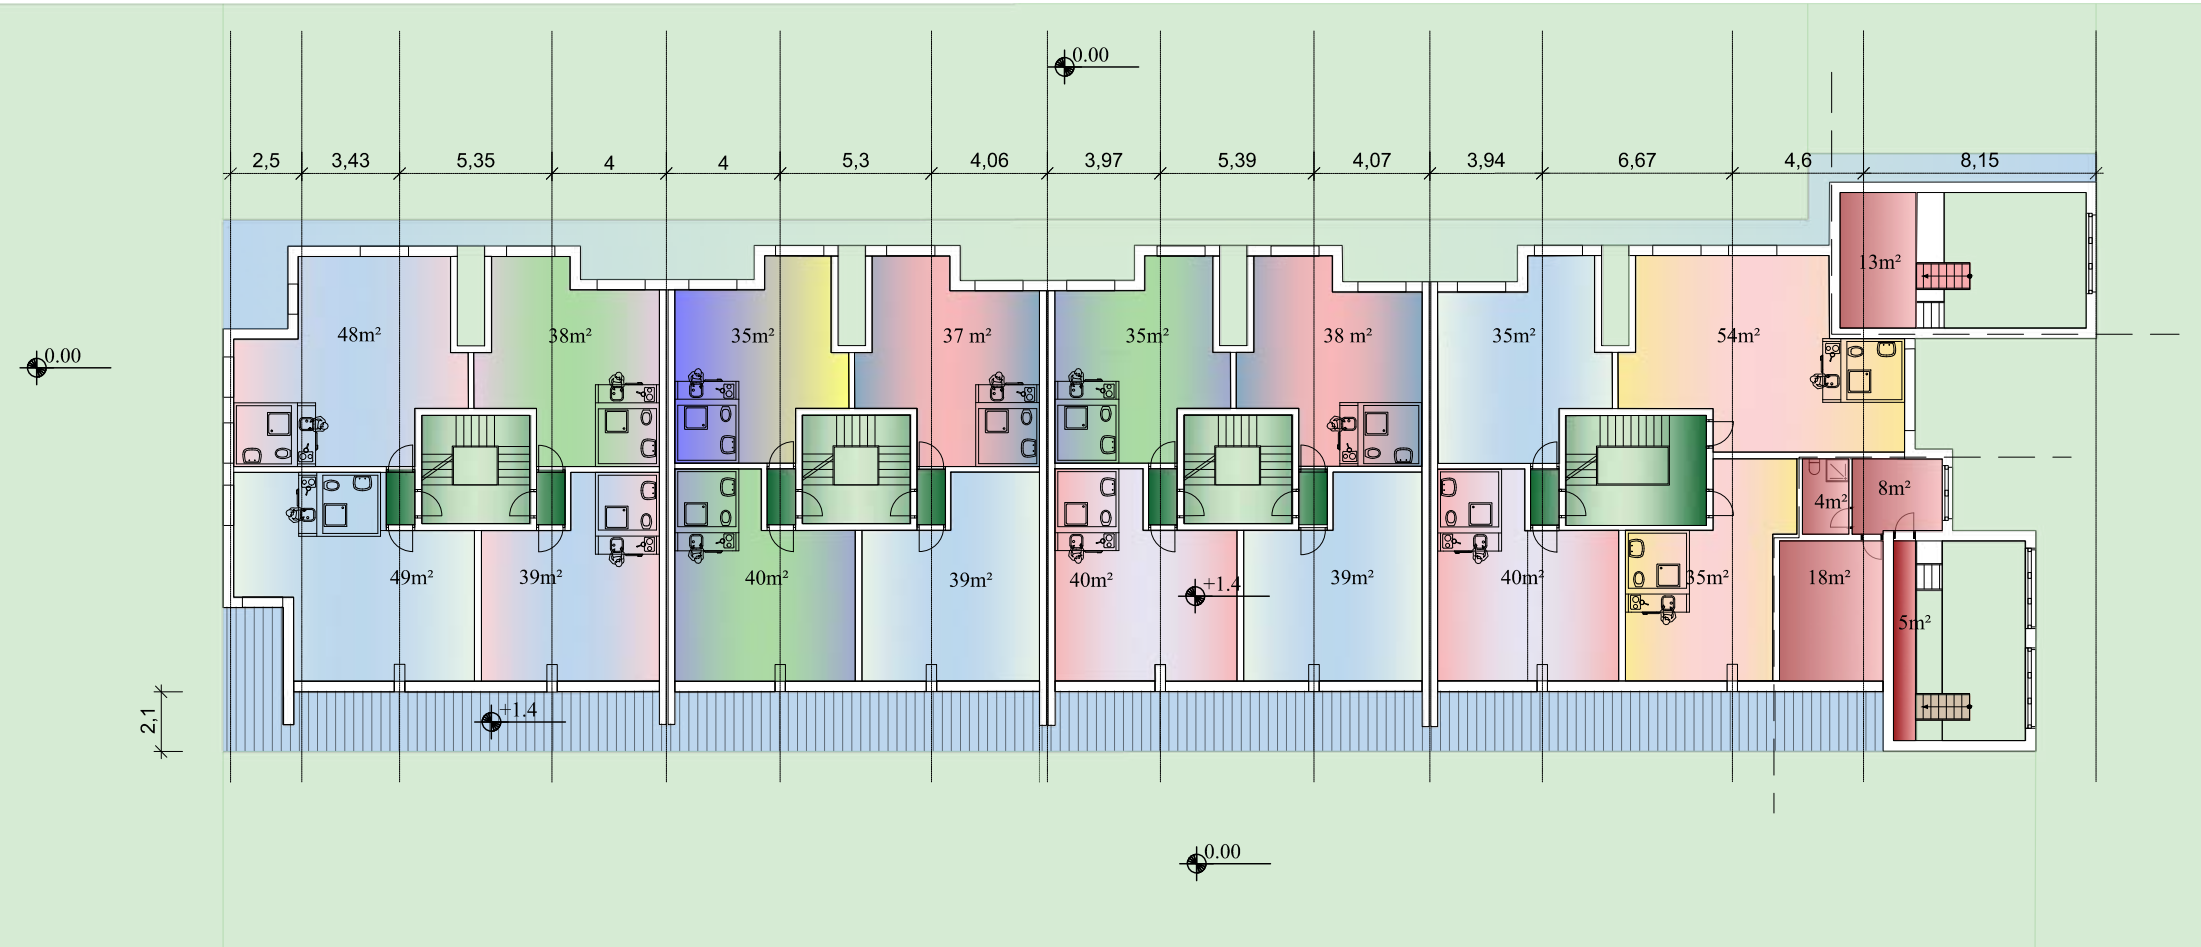 0.00
2,5 3,43 5,35 4 4 5,3 4,06 3,97 5,39 4,07 3,94 6,67 4,6 8,15
13m²
48m² 38m² 35m² 37 m² 35m² 38 m² 35m² 54m²
0.00
4m² 8m²
49m² 39m² 40m² 39m² 40m² +1.4 39m² 40m² 35m² 18m²
5m²
2,1
+1.4
0.00